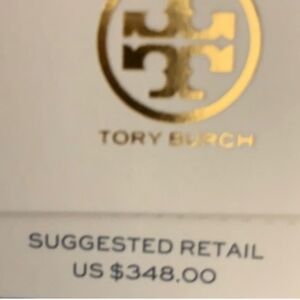 TORY BURCH
SUGGESTED RETAIL
US $348.00